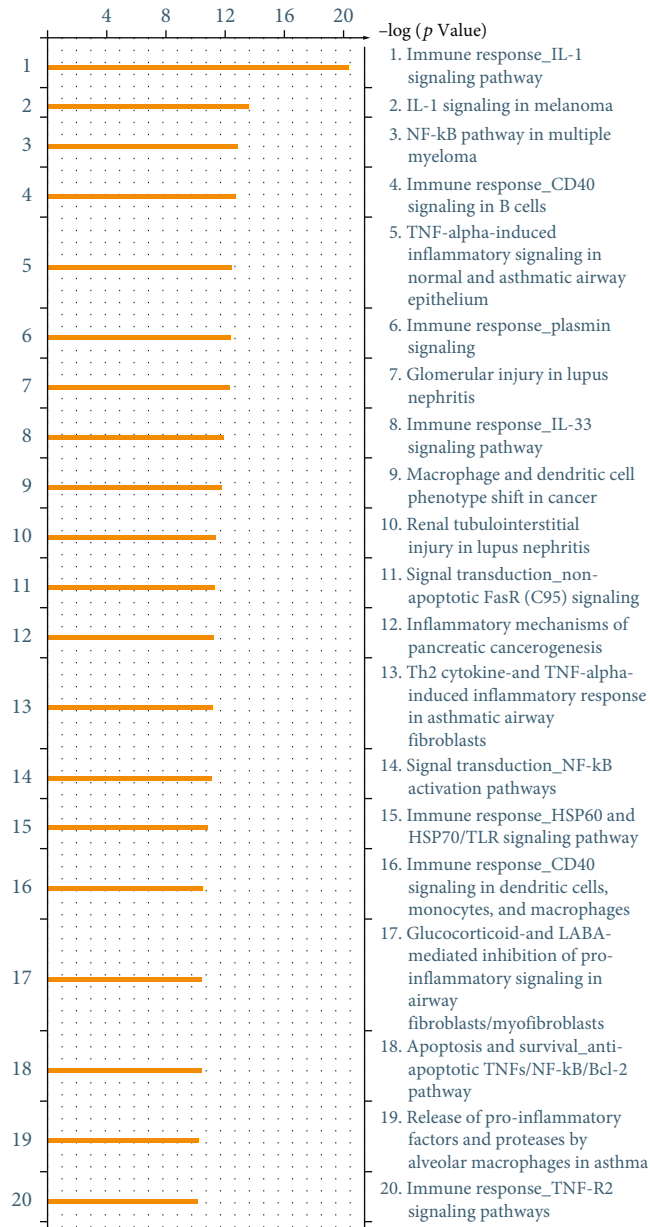 4 8 12 16 20
–log (p Value)
1
1. Immune response_IL-1
signaling pathway
2
2. IL-1 signaling in melanoma
3
3. NF-kB pathway in multiple
myeloma
4
4. Immune response_CD40
signaling in B cells
5
5. TNF-alpha-induced
inflammatory signaling in
normal and asthmatic airway
epithelium
6
6. Immune response_plasmin
signaling
7
7. Glomerular injury in lupus
nephritis
8
8. Immune response_IL-33
signaling pathway
9
9. Macrophage and dendritic cell
phenotype shift in cancer
10
10. Renal tubulointerstitial
injury in lupus nephritis
11
11. Signal transduction_non-
apoptotic FasR (C95) signaling
12
12. Inflammatory mechanisms of
pancreatic cancerogenesis
13
13. Th2 cytokine-and TNF-alpha-
induced inflammatory response
in asthmatic airway
fibroblasts
14
14. Signal transduction_NF-kB
activation pathways
15
15. Immune response_HSP60 and
HSP70/TLR signaling pathway
16
16. Immune response_CD40
signaling in dendritic cells,
monocytes, and macrophages
17
17. Glucocorticoid-and LABA-
mediated inhibition of pro-
inflammatory signaling in
airway
fibroblasts/myofibroblasts
18
18. Apoptosis and survival_anti-
apoptotic TNFs/NF-kB/Bcl-2
pathway
19
19. Release of pro-inflammatory
factors and proteases by
alveolar macrophages in asthma
20
20. Immune response_TNF-R2
signaling pathways